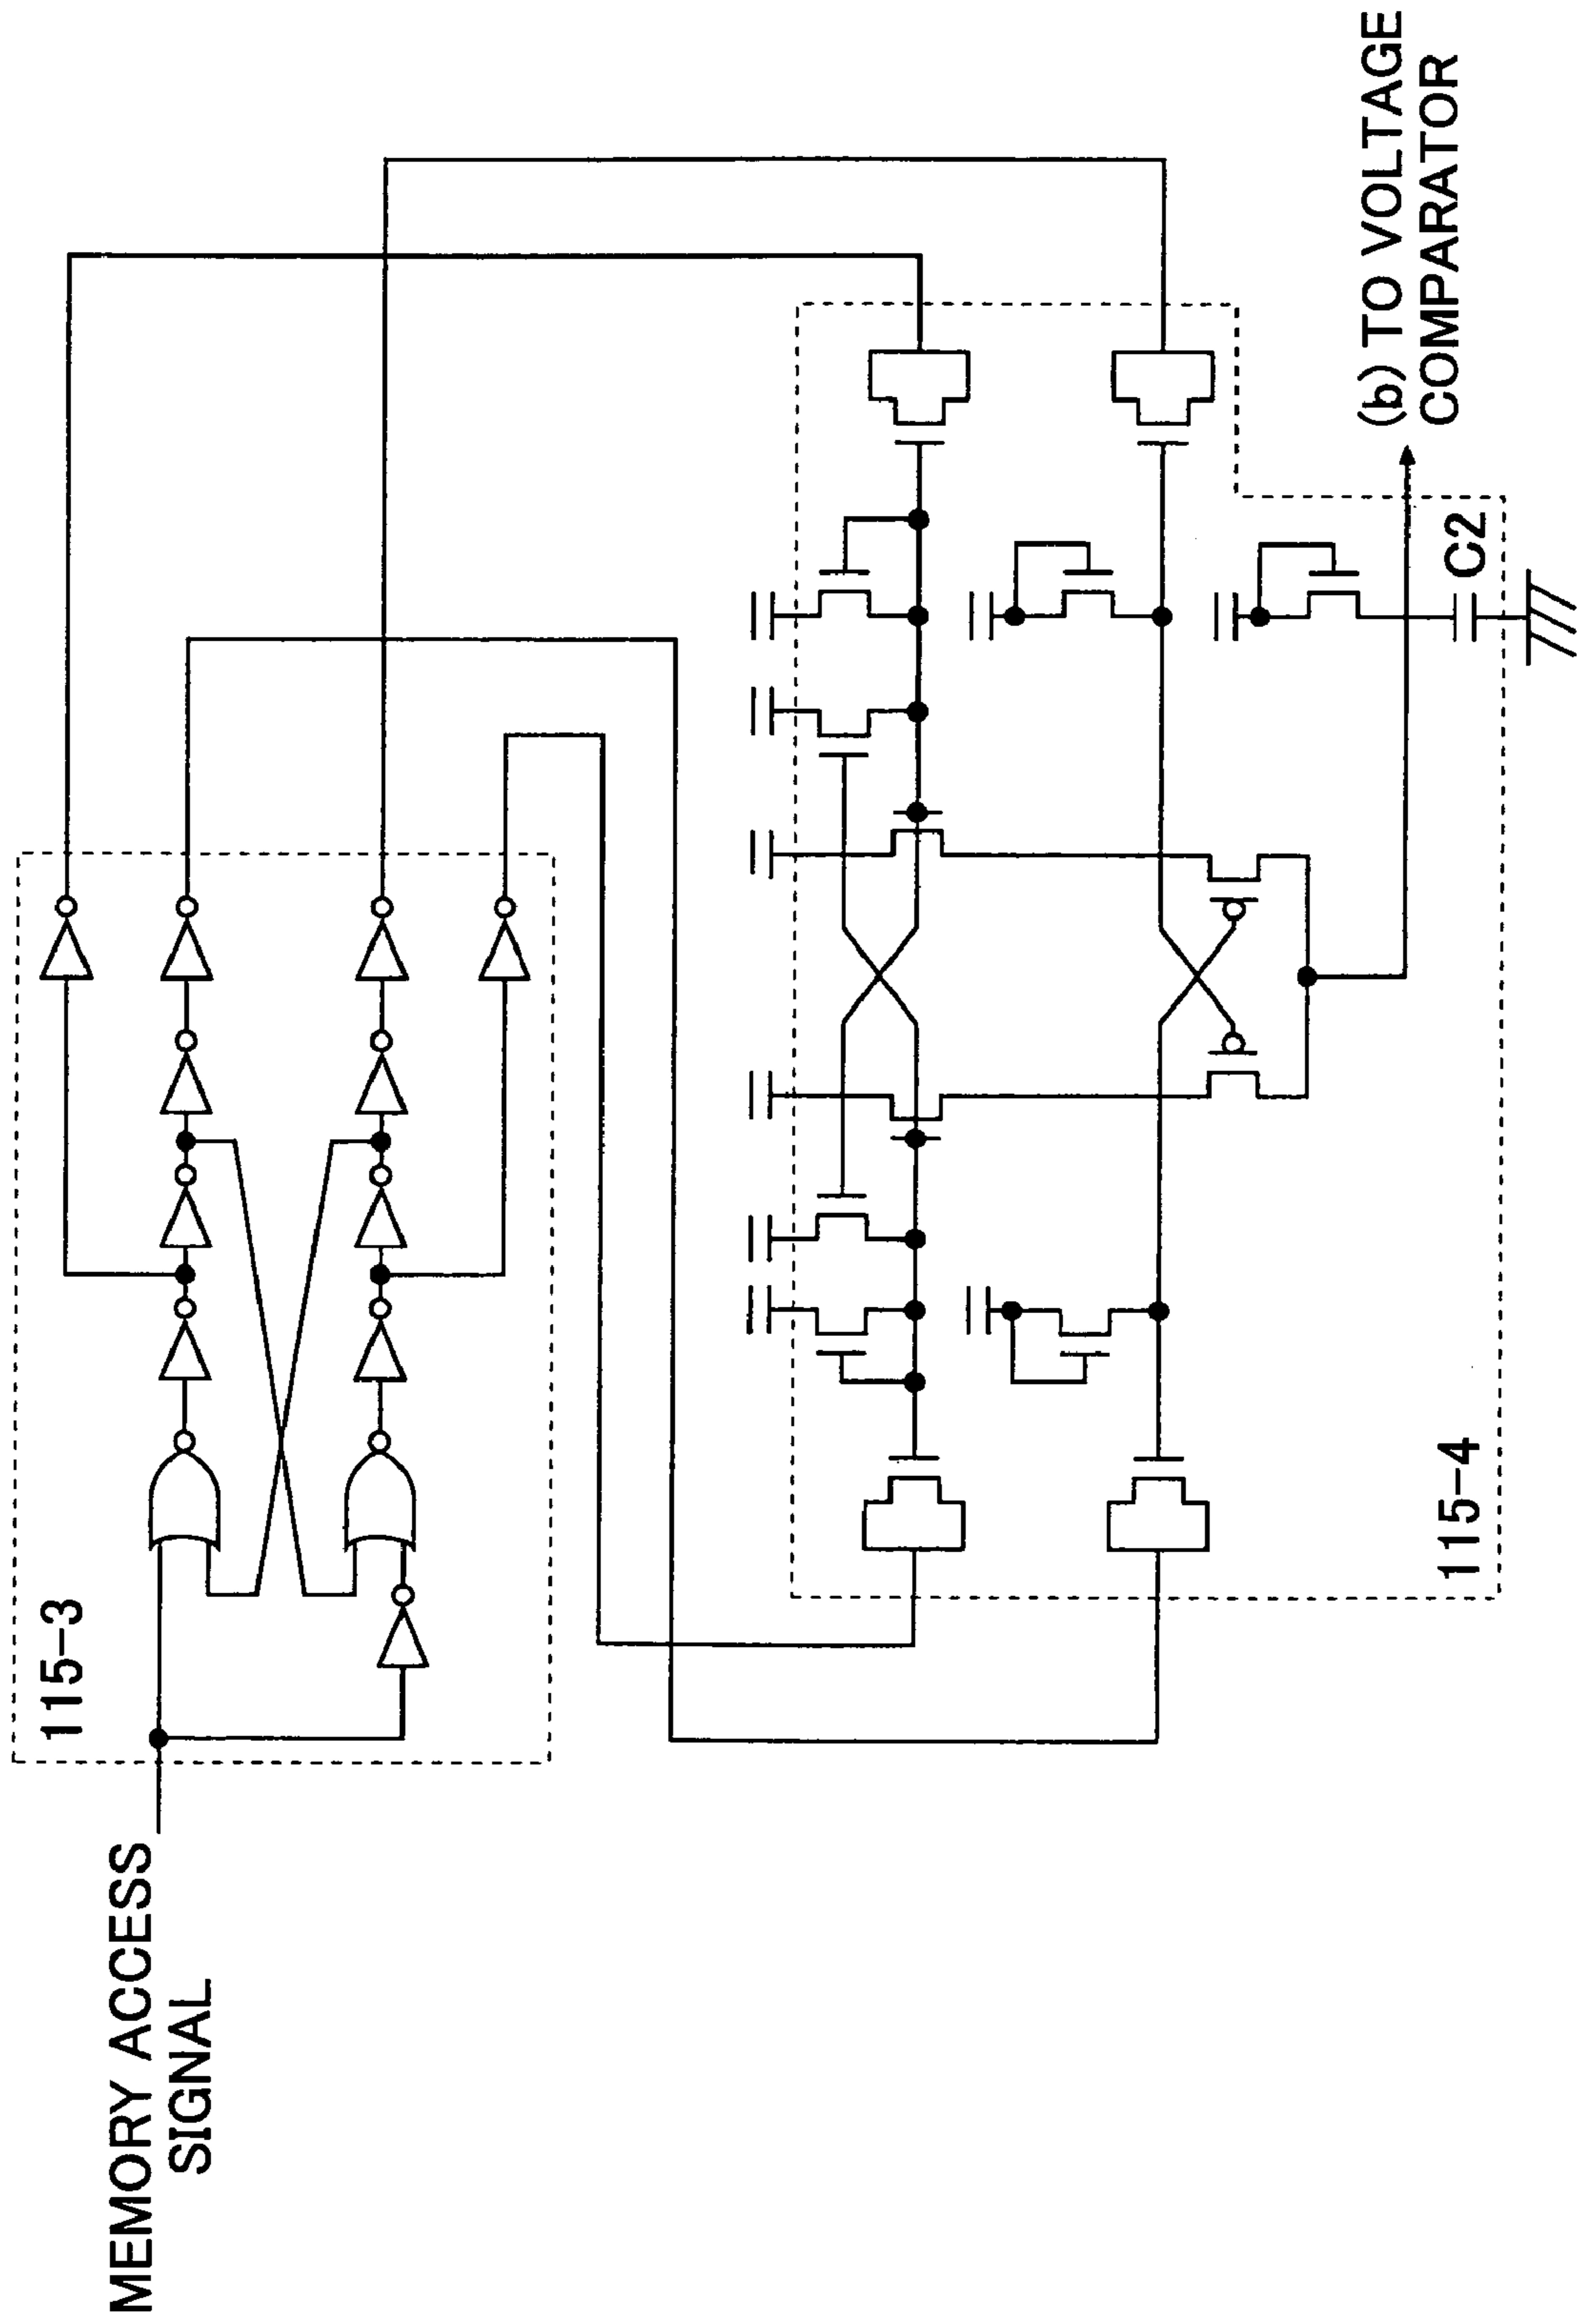 MEMORY ACCESS
SIGNAL
115-3
115-4
C2
(b) TO VOLTAGE
COMPARATOR